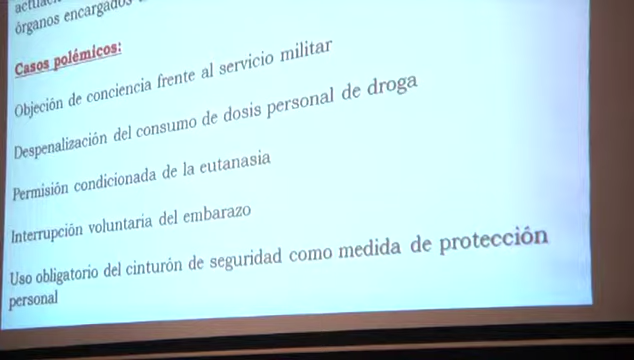 órganos encargados
Casos polémicos:
Objeción de conciencia frente al servicio militar
Despenalización del consumo de dosis personal de droga
Permisión condicionada de la eutanasia
Interrupción voluntaria del embarazo
Uso obligatorio del cinturón de seguridad como medida de protección
personal